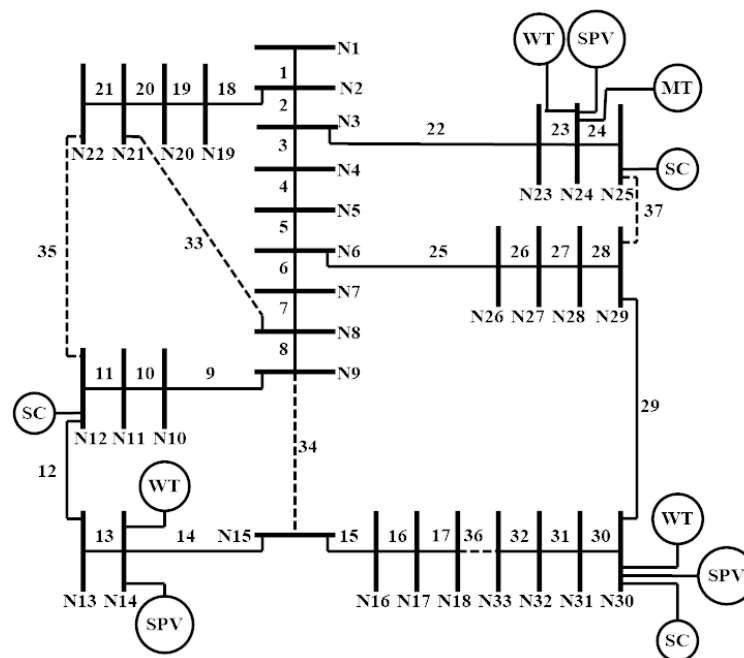 WT SPV
N1
MT
21 20 19 18 1 N2
2 N3 22 23 24
N22 N21 N20 N19 3 SC
4 N4 N23 N24 N25
37
5 N5
35 33 N6 25 26 27 28
6
N7 N26 N27 N28 N29
7
N8
11 10 9 8
N9
SC 29
N12 N11 N10
12 34
WT WT
13 14 N15 15 16 17 36 32 31 30
SPV
N13 N14 N16 N17 N18 N33 N32 N31 N30
SPV SC